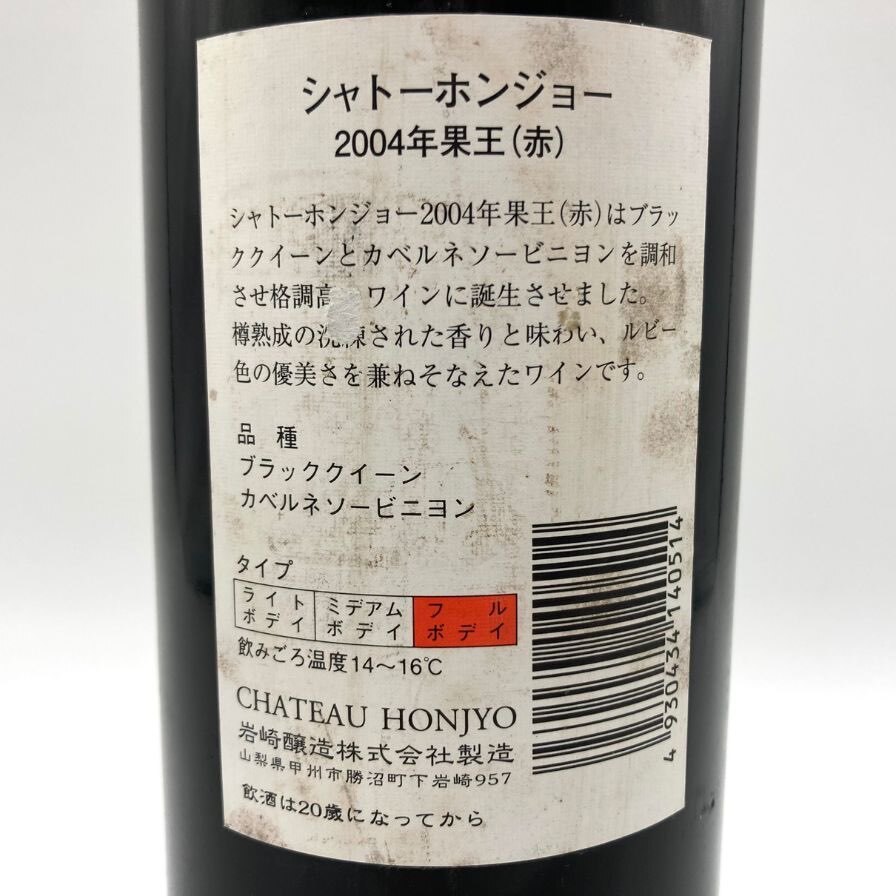 シャトーホンジョー
2004年果王(赤)
シャトーホンジョー2004年果王(赤)はブラッ
ククイーンとカベルネソービニヨンを調和
させ格調高 ワインに誕生させました。
樽熟成の洗練された香りと味わい、ルビー
色の優美さを兼ねそなえたワインです。
品 種
ブラッククイーン
カベルネソービニヨン
タイプ
ライト ミデアム フル
ボデイ ボデイ ボデイ
飲みごろ温度14〜16℃
CHATEAU HONJYO
岩崎醸造株式会社製造
山梨県甲州市勝沼町下岩崎957
飲酒は20歳になってから
4930434140514